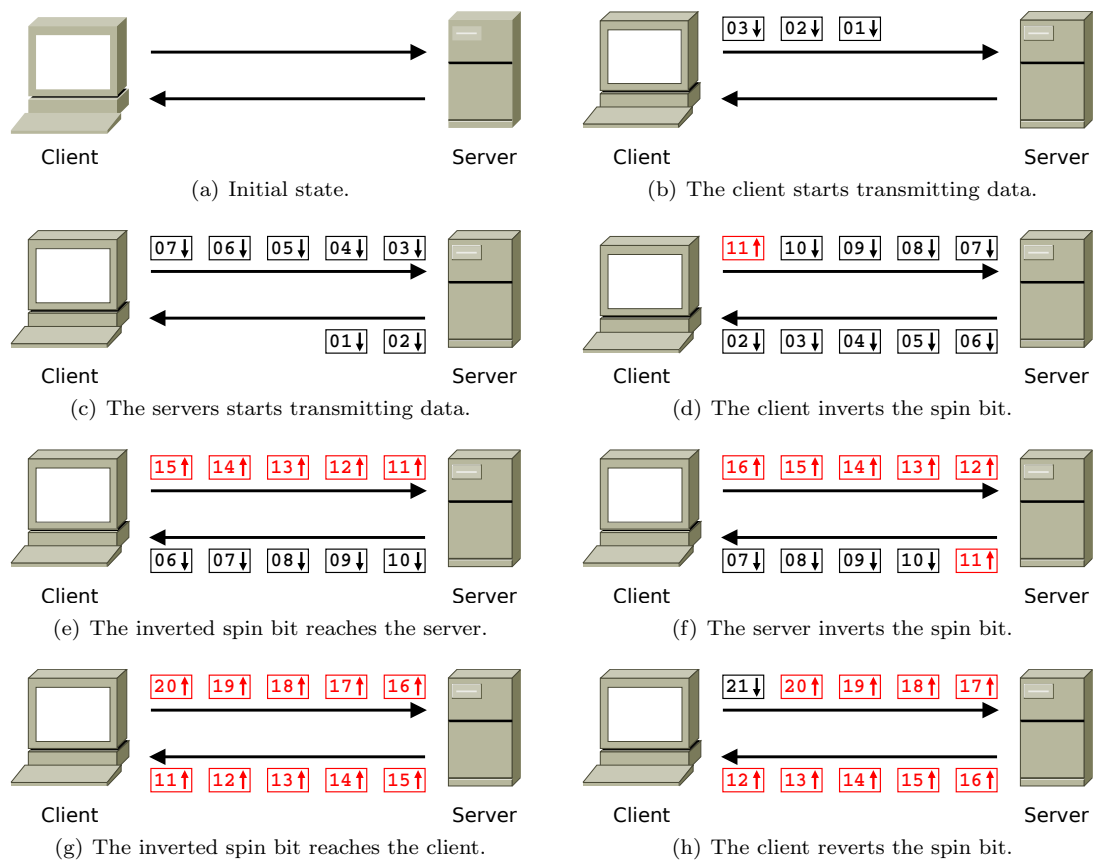 03↓ 02↓ 01↓
Client Server Client Server
(a) Initial state. (b) The client starts transmitting data.
07↓ 06↓ 05↓ 04↓ 03↓ 11↑ 10↓ 09↓ 08↓ 07↓
01↓ 02↓ 02↓ 03↓ 04↓ 05↓ 06↓
Client Server Client Server
(c) The servers starts transmitting data. (d) The client inverts the spin bit.
15↑ 14↑ 13↑ 12↑ 11↑ 16↑ 15↑ 14↑ 13↑ 12↑
06↓ 07↓ 08↓ 09↓ 10↓ 07↓ 08↓ 09↓ 10↓ 11↑
Client Server Client Server
(e) The inverted spin bit reaches the server. (f) The server inverts the spin bit.
20↑ 19↑ 18↑ 17↑ 16↑ 21↓ 20↑ 19↑ 18↑ 17↑
11↑ 12↑ 13↑ 14↑ 15↑ 12↑ 13↑ 14↑ 15↑ 16↑
Client Server Client Server
(g) The inverted spin bit reaches the client. (h) The client reverts the spin bit.